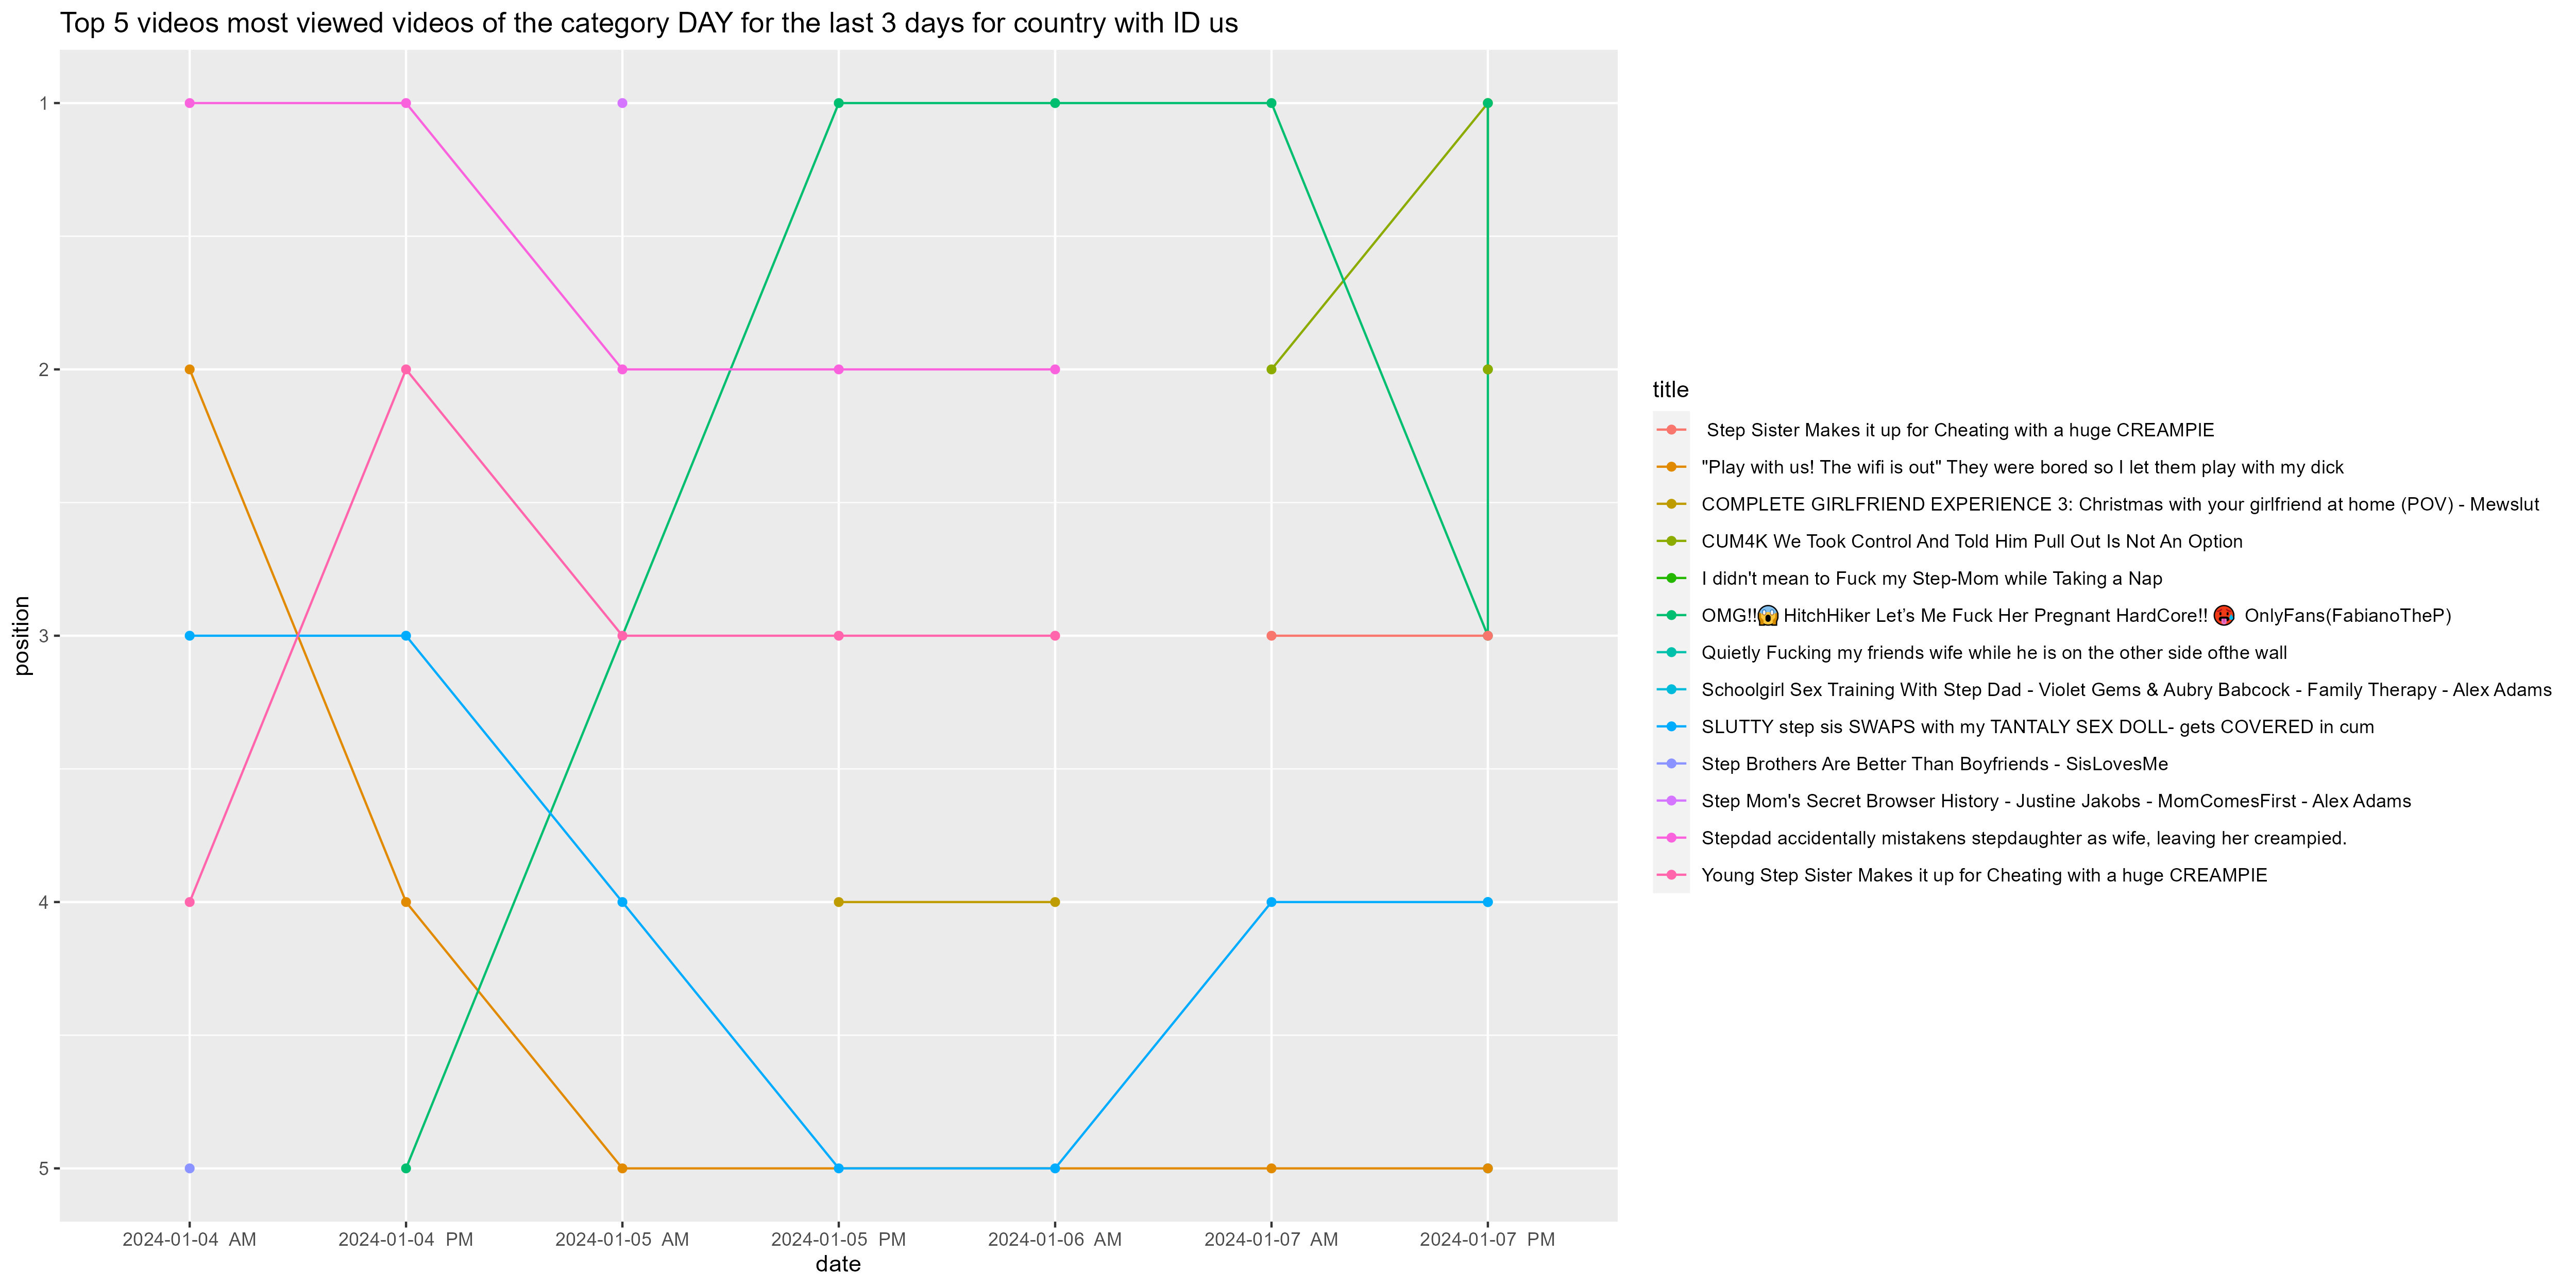 Top 5 videos most viewed videos of the category DAY for the last 3 days for country with ID us
1
2
3
4
5
position
2024-01-04 AM
2024-01-04 PM
2024-01-05 AM
2024-01-05 PM
2024-01-06 AM
2024-01-07 AM
2024-01-07 PM
date
title
Step Sister Makes it up for Cheating with a huge CREAMPIE
"Play with us! The wifi is out" They were bored so I let them play with my dick
COMPLETE GIRLFRIEND EXPERIENCE 3: Christmas with your girlfriend at home (POV) - Mewslut
CUM4K We Took Control And Told Him Pull Out Is Not An Option
I didn't mean to Fuck my Step-Mom while Taking a Nap
OMG!!😱 HitchHiker Let’s Me Fuck Her Pregnant HardCore!! 🥵 OnlyFans(FabianoTheP)
Quietly Fucking my friends wife while he is on the other side ofthe wall
Schoolgirl Sex Training With Step Dad - Violet Gems & Aubry Babcock - Family Therapy - Alex Adams
SLUTTY step sis SWAPS with my TANTALY SEX DOLL- gets COVERED in cum
Step Brothers Are Better Than Boyfriends - SisLovesMe
Step Mom's Secret Browser History - Justine Jakobs - MomComesFirst - Alex Adams
Stepdad accidentally mistakens stepdaughter as wife, leaving her creampied.
Young Step Sister Makes it up for Cheating with a huge CREAMPIE